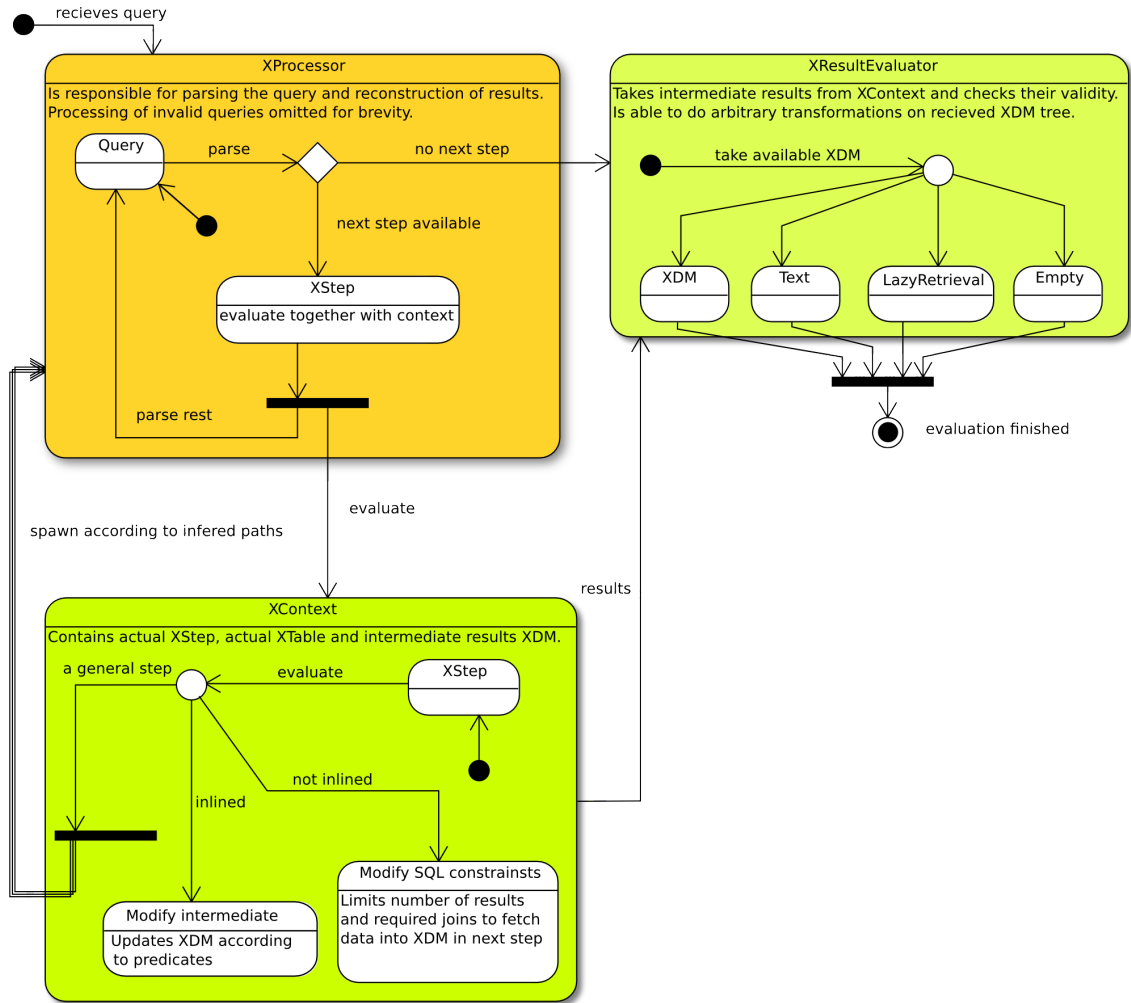 recieves query
XProcessor
Is responsible for parsing the query and reconstruction of results.
Processing of invalid queries omitted for brevity.
Query
parse
no next step
next step available
XStep
evaluate together with context
parse rest
XResultEvaluator
Takes intermediate results from XContext and checks their validity.
Is able to do arbitrary transformations on recieved XDM tree.
take available XDM
XDM
Text
LazyRetrieval
Empty
evaluation finished
evaluate
spawn according to infered paths
results
XContext
Contains actual XStep, actual XTable and intermediate results XDM.
a general step
evaluate
XStep
not inlined
inlined
Modify SQL constrainsts
Limits number of results
and required joins to fetch
data into XDM in next step
Modify intermediate
Updates XDM according
to predicates